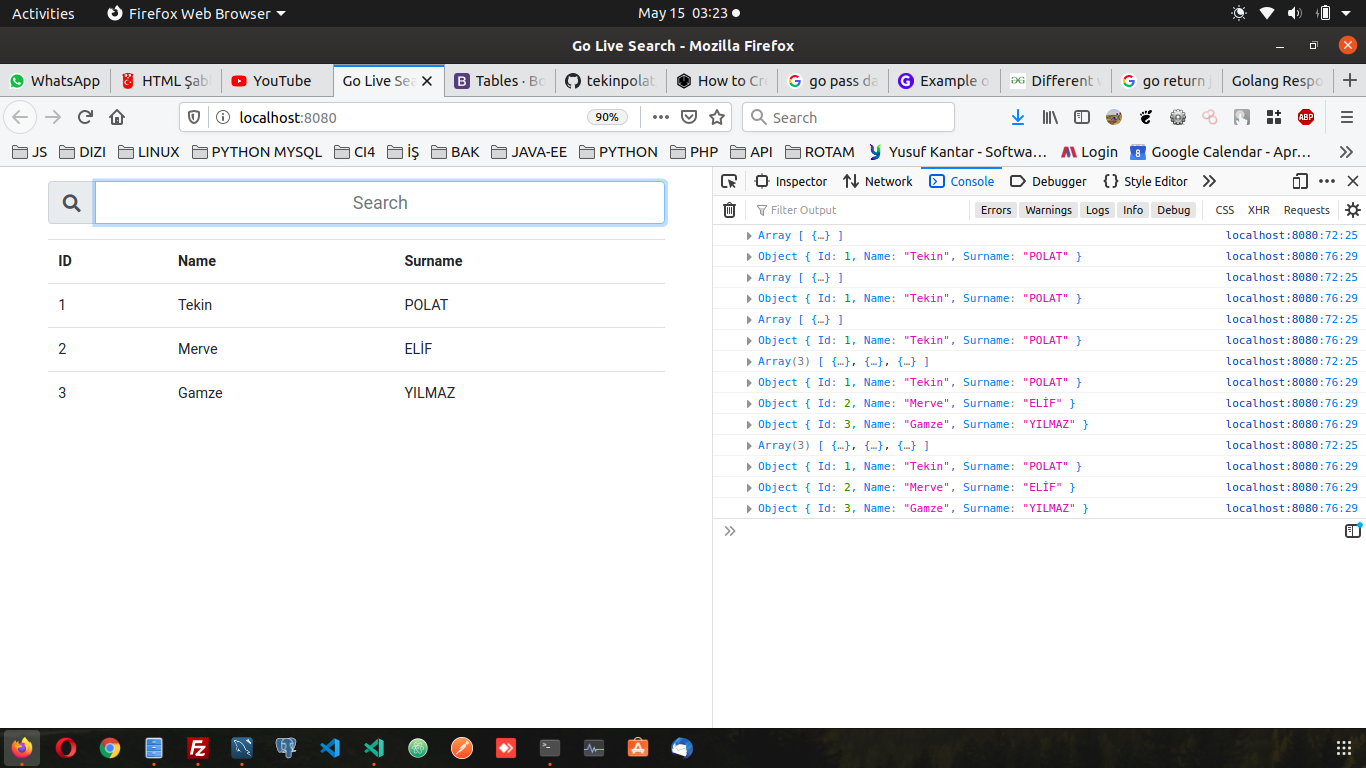 Activities Firefox Web Browser May 15 03:23
Go Live Search - Mozilla Firefox
WhatsApp HTML Şab YouTube Go Live Sea Tables · Bo tekinpolat How to Cre go pass da Example o Different v go return j Golang Respo
localhost:8080 90% Search
JS DIZI LINUX PYTHON MYSQL CI4 İŞ BAK JAVA-EE PYTHON PHP API ROTAM Yusuf Kantar - Softwa… Login Google Calendar - Apr…
Search
ID Name Surname
1 Tekin POLAT
2 Merve ELİF
3 Gamze YILMAZ
Inspector Network Console Debugger Style Editor
Filter Output Errors Warnings Logs Info Debug CSS XHR Requests
Array [ {…} ] localhost:8080:72:25
Object { Id: 1, Name: "Tekin", Surname: "POLAT" } localhost:8080:76:29
Array [ {…} ] localhost:8080:72:25
Object { Id: 1, Name: "Tekin", Surname: "POLAT" } localhost:8080:76:29
Array [ {…} ] localhost:8080:72:25
Object { Id: 1, Name: "Tekin", Surname: "POLAT" } localhost:8080:76:29
Array(3) [ {…}, {…}, {…} ] localhost:8080:72:25
Object { Id: 1, Name: "Tekin", Surname: "POLAT" } localhost:8080:76:29
Object { Id: 2, Name: "Merve", Surname: "ELİF" } localhost:8080:76:29
Object { Id: 3, Name: "Gamze", Surname: "YILMAZ" } localhost:8080:76:29
Array(3) [ {…}, {…}, {…} ] localhost:8080:72:25
Object { Id: 1, Name: "Tekin", Surname: "POLAT" } localhost:8080:76:29
Object { Id: 2, Name: "Merve", Surname: "ELİF" } localhost:8080:76:29
Object { Id: 3, Name: "Gamze", Surname: "YILMAZ" } localhost:8080:76:29